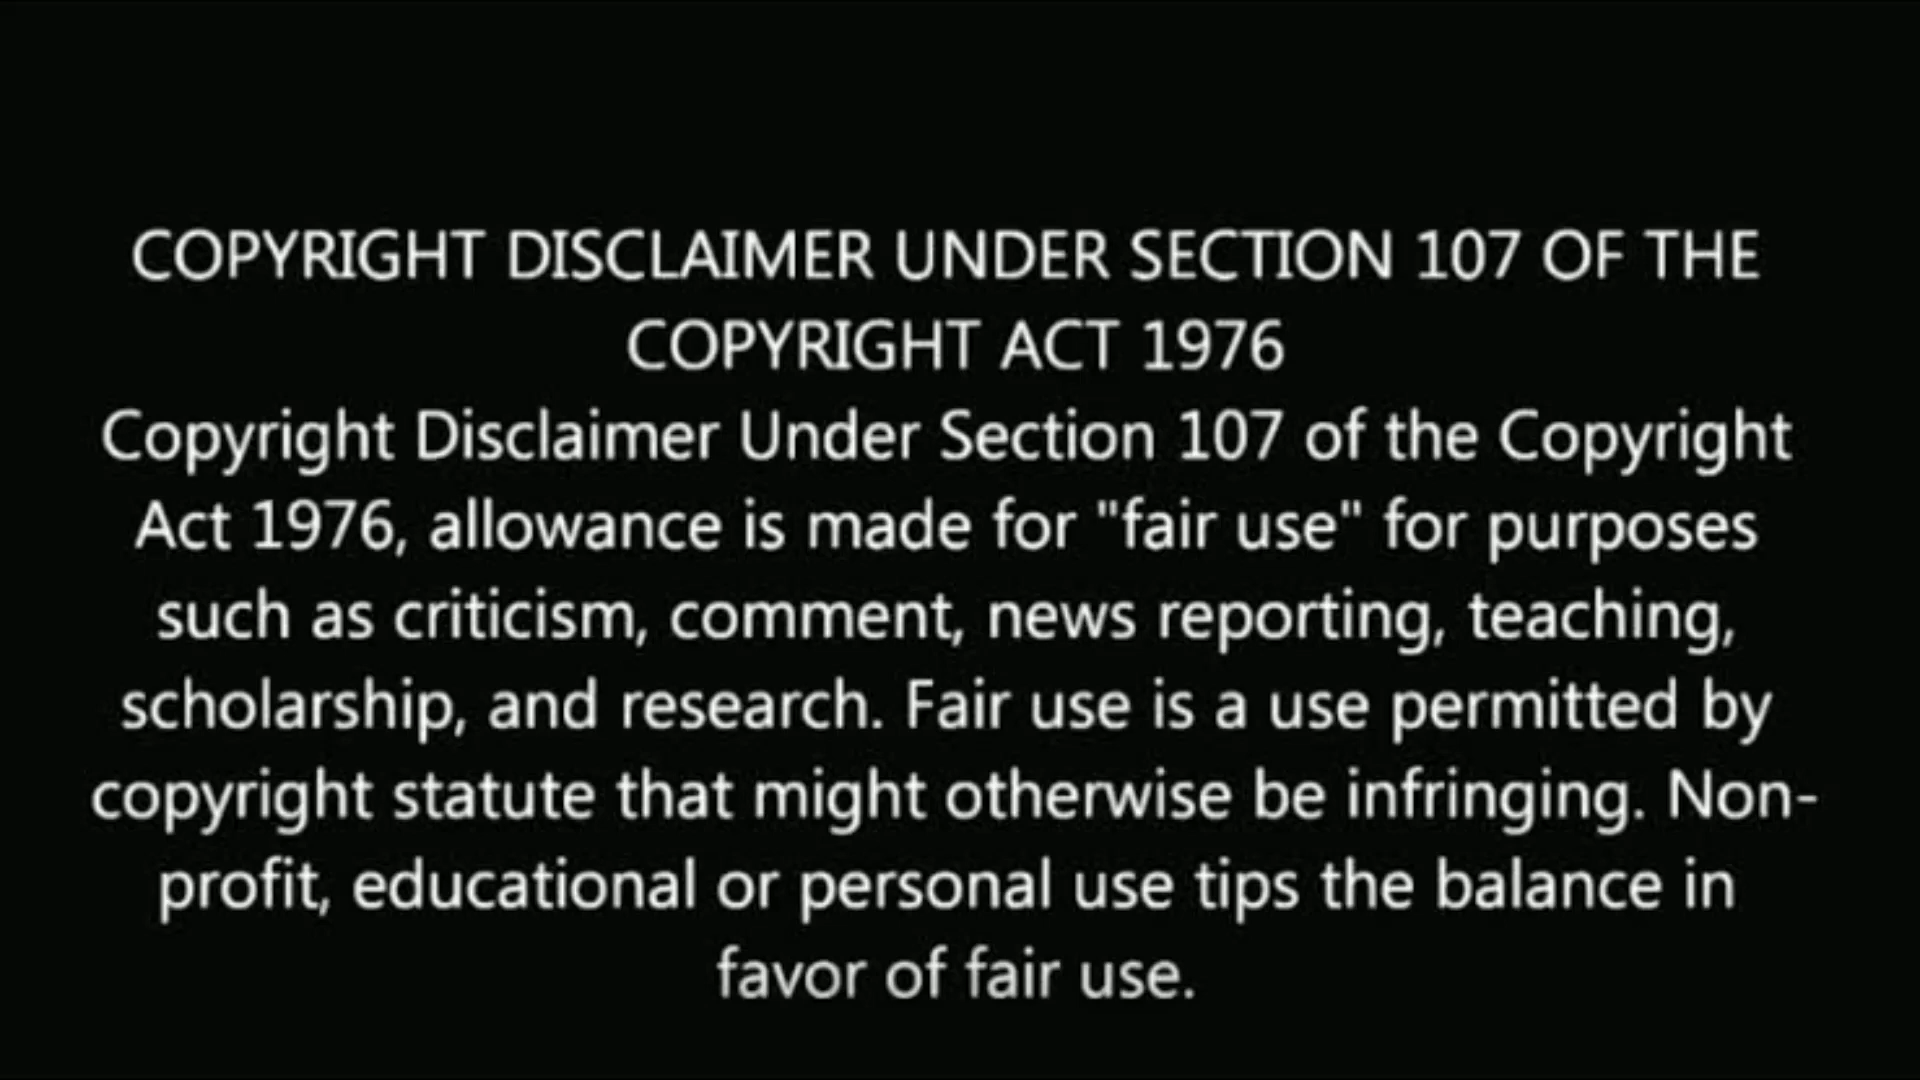 COPYRIGHT DISCLAIMER UNDER SECTION 107 OF THE
COPYRIGHT ACT 1976
Copyright Disclaimer Under Section 107 of the Copyright
Act 1976, allowance is made for "fair use" for purposes
such as criticism, comment, news reporting, teaching,
scholarship, and research. Fair use is a use permitted by
copyright statute that might otherwise be infringing. Non-
profit, educational or personal use tips the balance in
favor of fair use.